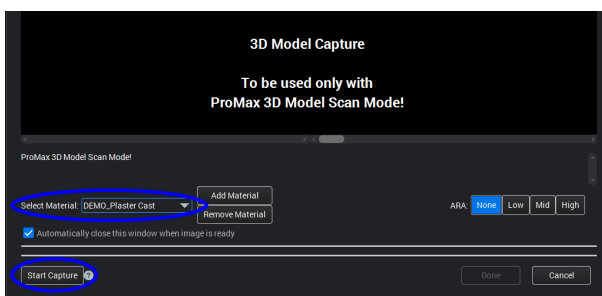 3D Model Capture
To be used only with
ProMax 3D Model Scan Mode!
ProMax 3D Model Scan Mode!
Add Material
Select Material: DEMO_Plaster Cast
Remove Material
ARA: None Low Mid High
Automatically close this window when image is ready
Start Capture ? Done Cancel